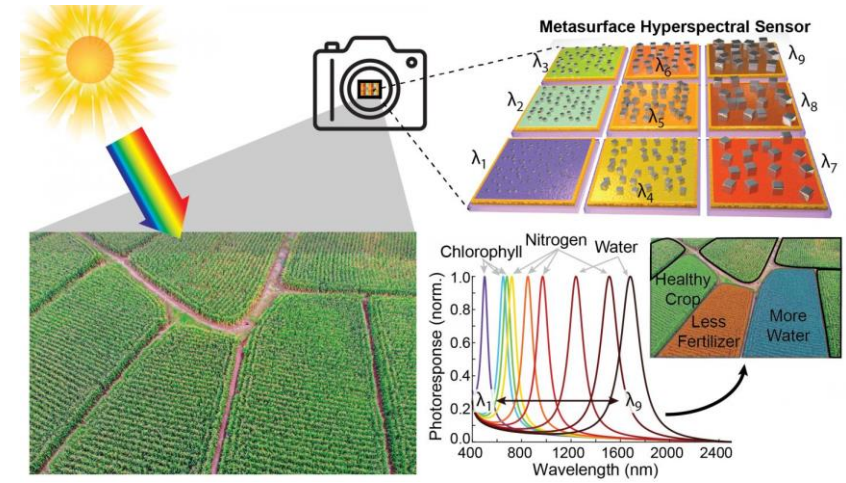 Metasurface Hyperspectral Sensor
λ3
λ6
λ9
λ2
λ5
λ8
λ1
λ4
λ7
Chlorophyll
Nitrogen
Water
Photoresponse (norm.)
1.0
0.8
0.6
0.4
0.2
0.0
λ1
λ9
400
800
1200
1600
2400
Wavelength (nm)
Healthy
Crop
Less
Fertilizer
More
Water